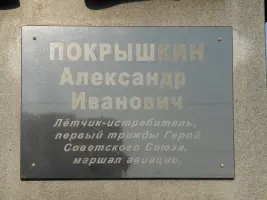 ПОКРЫШКИН
Александр
Иванович
Лётчик-истребитель,
первый трижды Герой
Советского Союза,
маршал авиации.